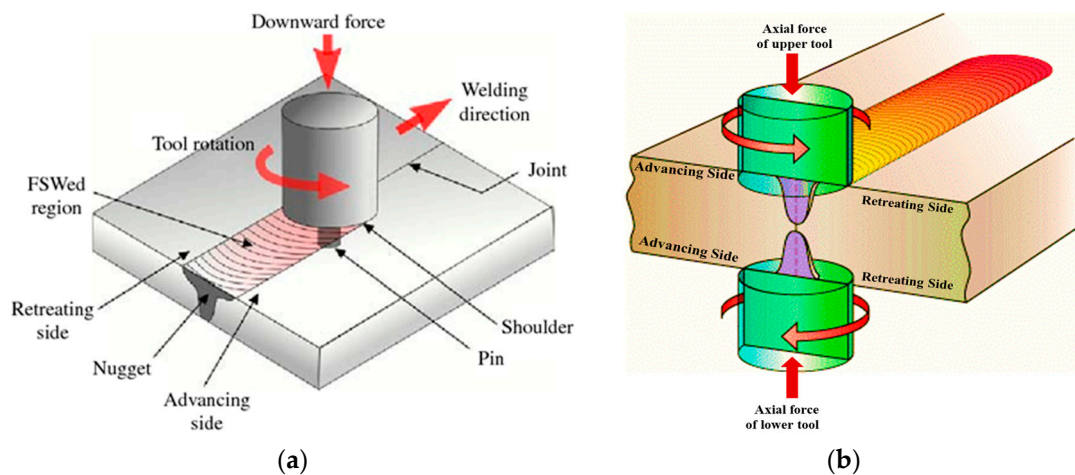 Downward force
Welding
direction
Tool rotation
Joint
FSWed
region
Retreating
side
Nugget
Advancing
side
Pin
Shoulder
(a)
Axial force
of upper tool
Advancing Side
Retreating Side
Advancing Side
Retreating Side
Axial force
of lower tool
(b)